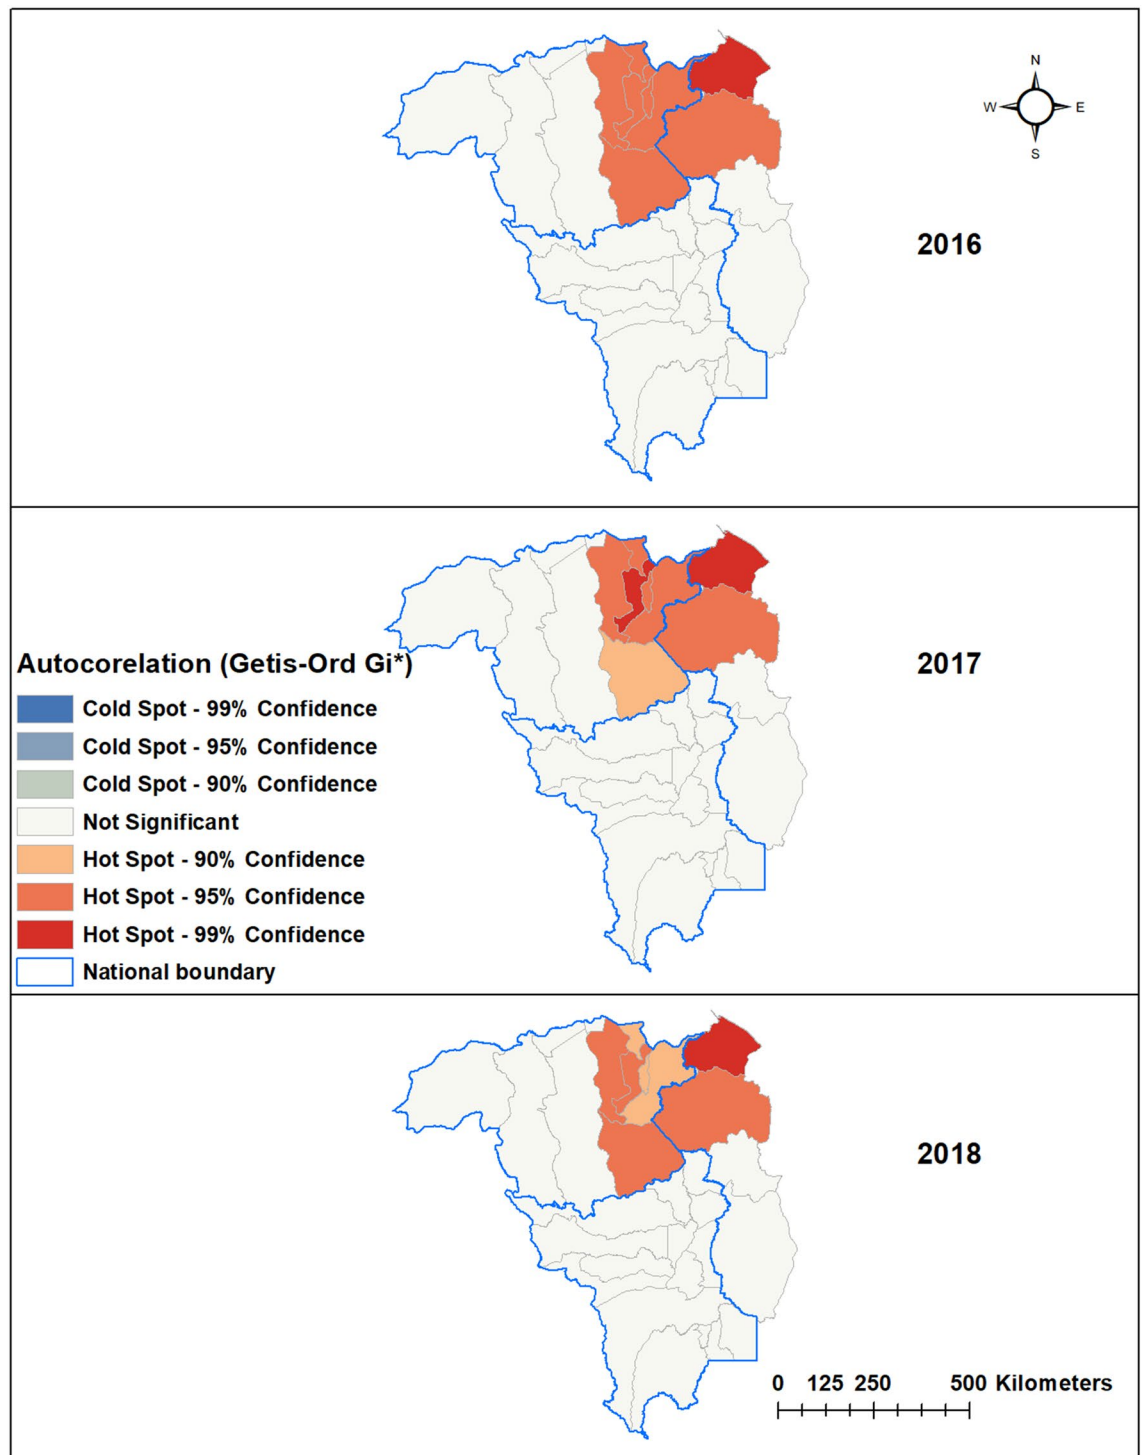 N
W E
S
2016
2017
Autocorelation (Getis-Ord Gi*)
Cold Spot - 99% Confidence
Cold Spot - 95% Confidence
Cold Spot - 90% Confidence
Not Significant
Hot Spot - 90% Confidence
Hot Spot - 95% Confidence
Hot Spot - 99% Confidence
National boundary
2018
0 125 250 500 Kilometers